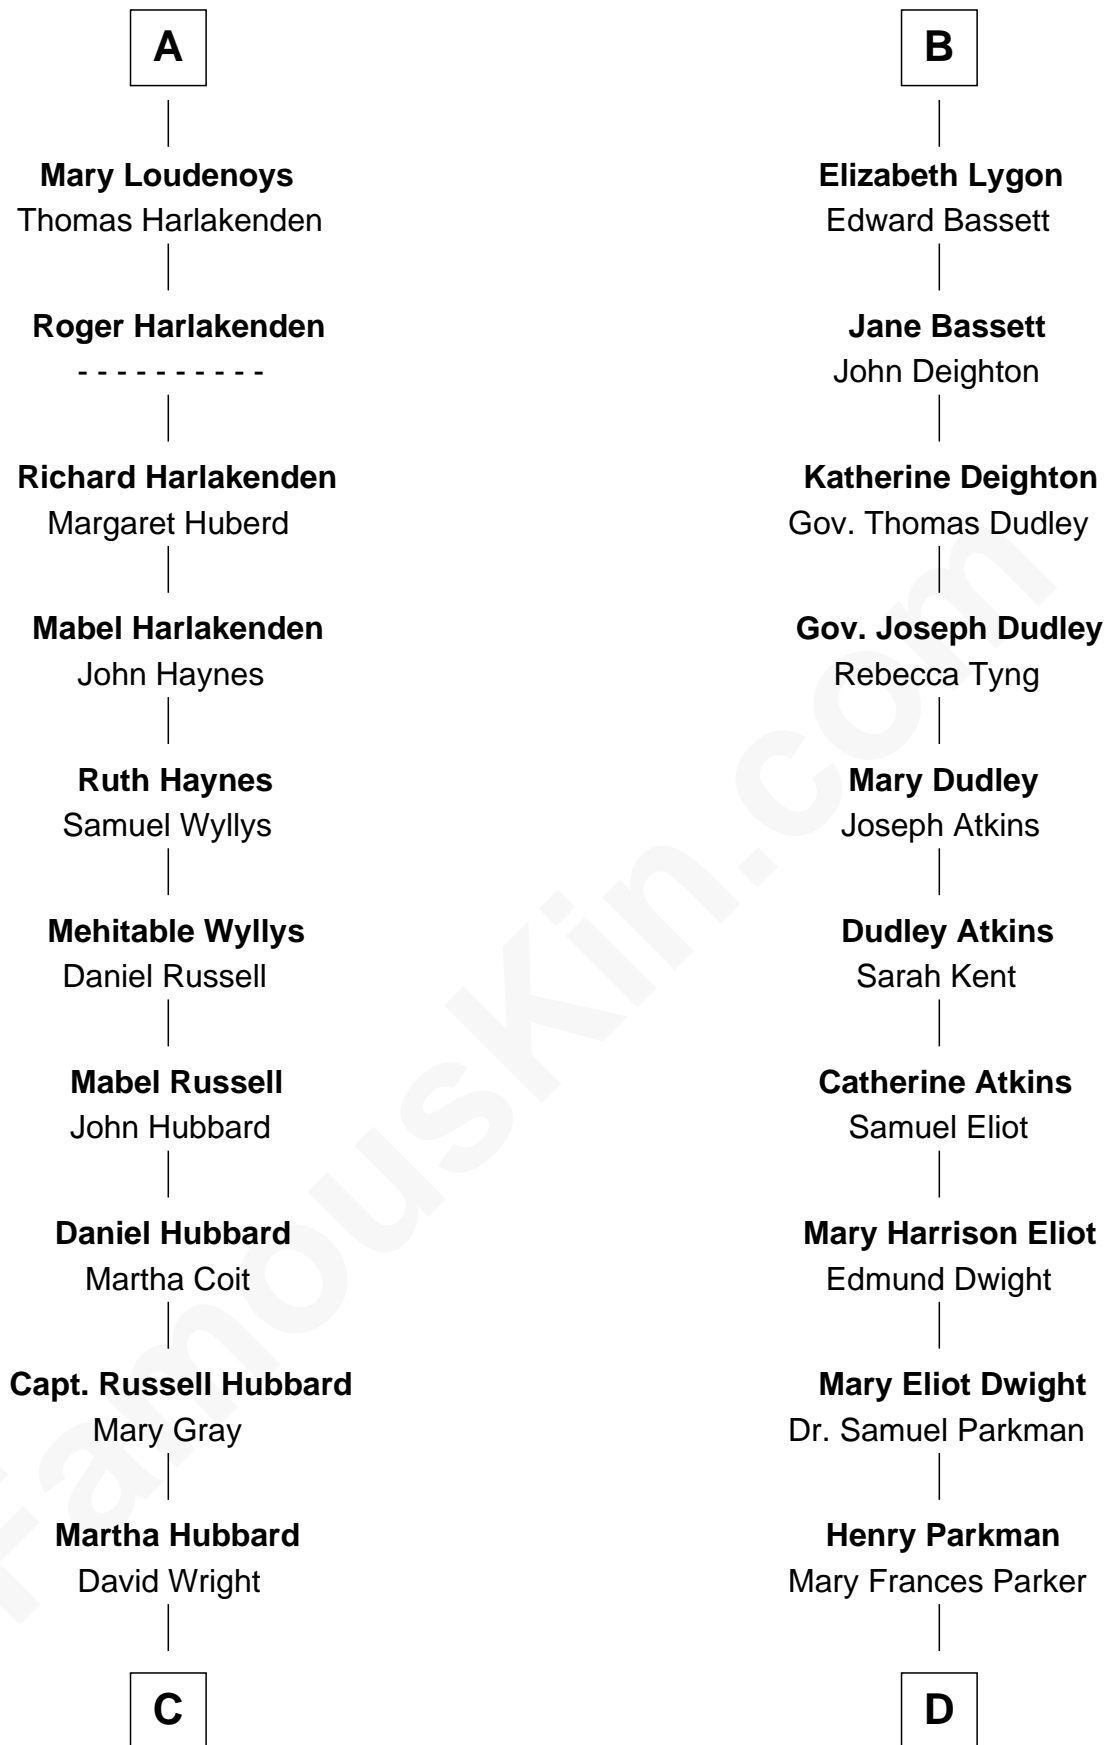 A
Mary Loudenoys
Thomas Harlakenden
Roger Harlakenden
- - - - - - - - - -
Richard Harlakenden
Margaret Huberd
Mabel Harlakenden
John Haynes
Ruth Haynes
Samuel Wyllys
Mehitable Wyllys
Daniel Russell
Mabel Russell
John Hubbard
Daniel Hubbard
Martha Coit
Capt. Russell Hubbard
Mary Gray
Martha Hubbard
David Wright
C
B
Elizabeth Lygon
Edward Bassett
Jane Bassett
John Deighton
Katherine Deighton
Gov. Thomas Dudley
Gov. Joseph Dudley
Rebecca Tyng
Mary Dudley
Joseph Atkins
Dudley Atkins
Sarah Kent
Catherine Atkins
Samuel Eliot
Mary Harrison Eliot
Edmund Dwight
Mary Eliot Dwight
Dr. Samuel Parkman
Henry Parkman
Mary Frances Parker
D
FamousKin.com